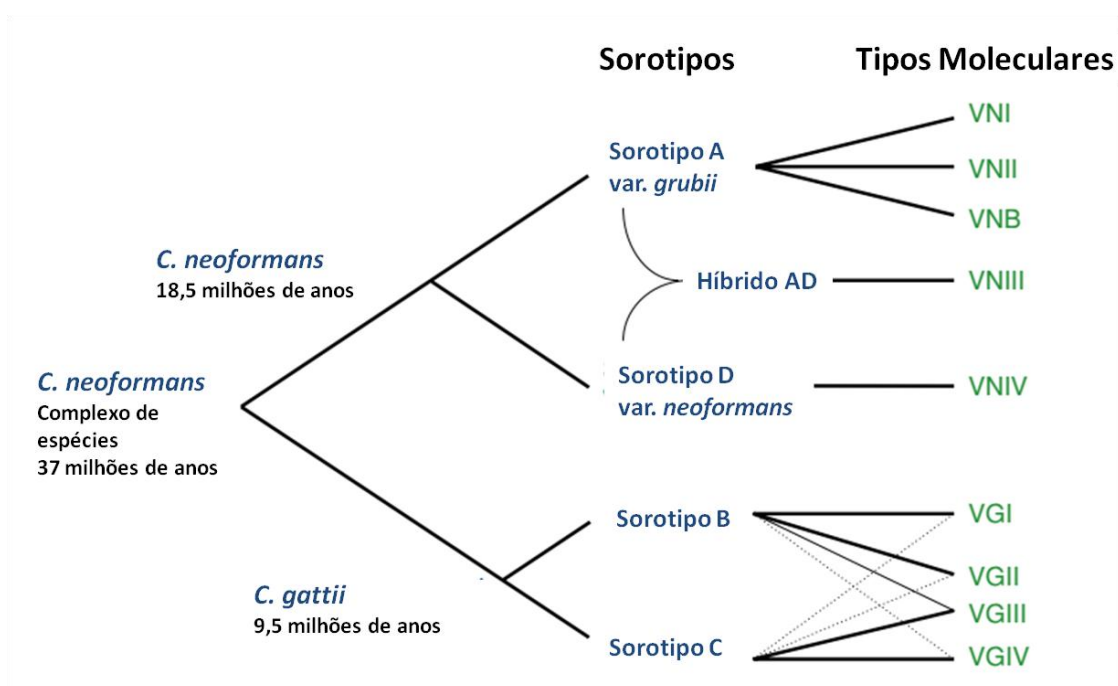 Sorotipos
Tipos Moleculares
C. neoformans
Complexo de
espécies
37 milhões de anos
C. neoformans
18,5 milhões de anos
C. gattii
9,5 milhões de anos
Sorotipo A
var. grubii
Híbrido AD
Sorotipo D
var. neoformans
Sorotipo B
Sorotipo C
VNI
VNII
VNB
VNIII
VNIV
VGI
VGII
VGIII
VGIV